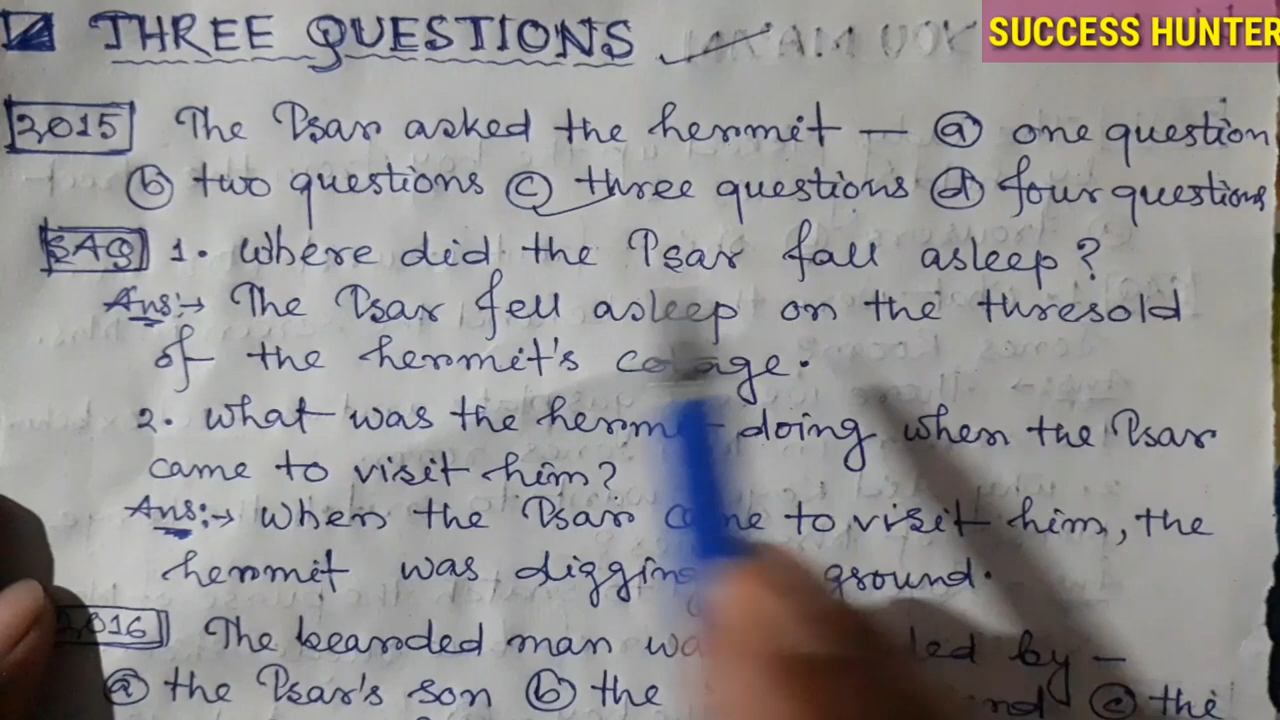 THREE QUESTIONS
SUCCESS HUNTER
2015 The Tsar asked the hermit — (a) one question
(b) two questions (c) three questions (d) four questions
SAQ 1. Where did the Tsar fall asleep?
Ans:→ The Tsar fell asleep on the thresold
of the hermit's
2. What was the doing when the Tsar
came to visit him?
Ans:→ When the Tsar to visit him, the
hermit was ground.
2016 The bearded man by —
(a) the Tsar's son (b) the (c) the